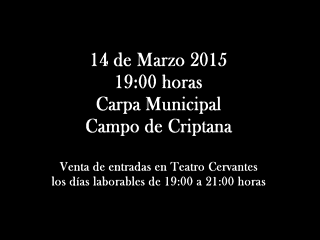 14 de Marzo 2015
19:00 horas
Carpa Municipal
Campo de Criptana
Venta de entradas en Teatro Cervantes
los días laborables de 19:00 a 21:00 horas